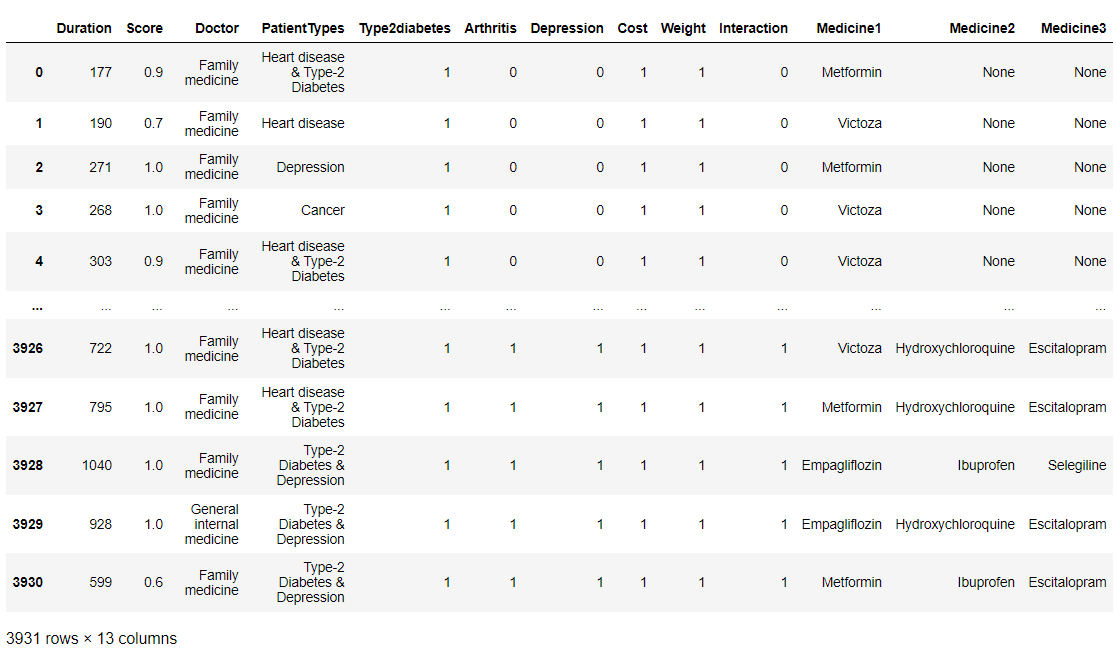 Duration Score Doctor PatientTypes Type2diabetes Arthritis Depression Cost Weight Interaction Medicine1 Medicine2 Medicine3
0 177 0.9 Family medicine Heart disease & Type-2 Diabetes 1 0 0 1 1 0 Metformin None None
1 190 0.7 Family medicine Heart disease 1 0 0 1 1 0 Victoza None None
2 271 1.0 Family medicine Depression 1 0 0 1 1 0 Metformin None None
3 268 1.0 Family medicine Cancer 1 0 0 1 1 0 Victoza None None
4 303 0.9 Family medicine Heart disease & Type-2 Diabetes 1 0 0 1 1 0 Victoza None None
... ... ... ... ... ... ... ... ... ... ... ... ... ...
3926 722 1.0 Family medicine Heart disease & Type-2 Diabetes 1 1 1 1 1 1 Victoza Hydroxychloroquine Escitalopram
3927 795 1.0 Family medicine Heart disease & Type-2 Diabetes 1 1 1 1 1 1 Metformin Hydroxychloroquine Escitalopram
3928 1040 1.0 Family medicine Type-2 Diabetes & Depression 1 1 1 1 1 1 Empagliflozin Ibuprofen Selegiline
3929 928 1.0 General internal medicine Type-2 Diabetes & Depression 1 1 1 1 1 1 Empagliflozin Hydroxychloroquine Escitalopram
3930 599 0.6 Family medicine Type-2 Diabetes & Depression 1 1 1 1 1 1 Metformin Ibuprofen Escitalopram
3931 rows × 13 columns